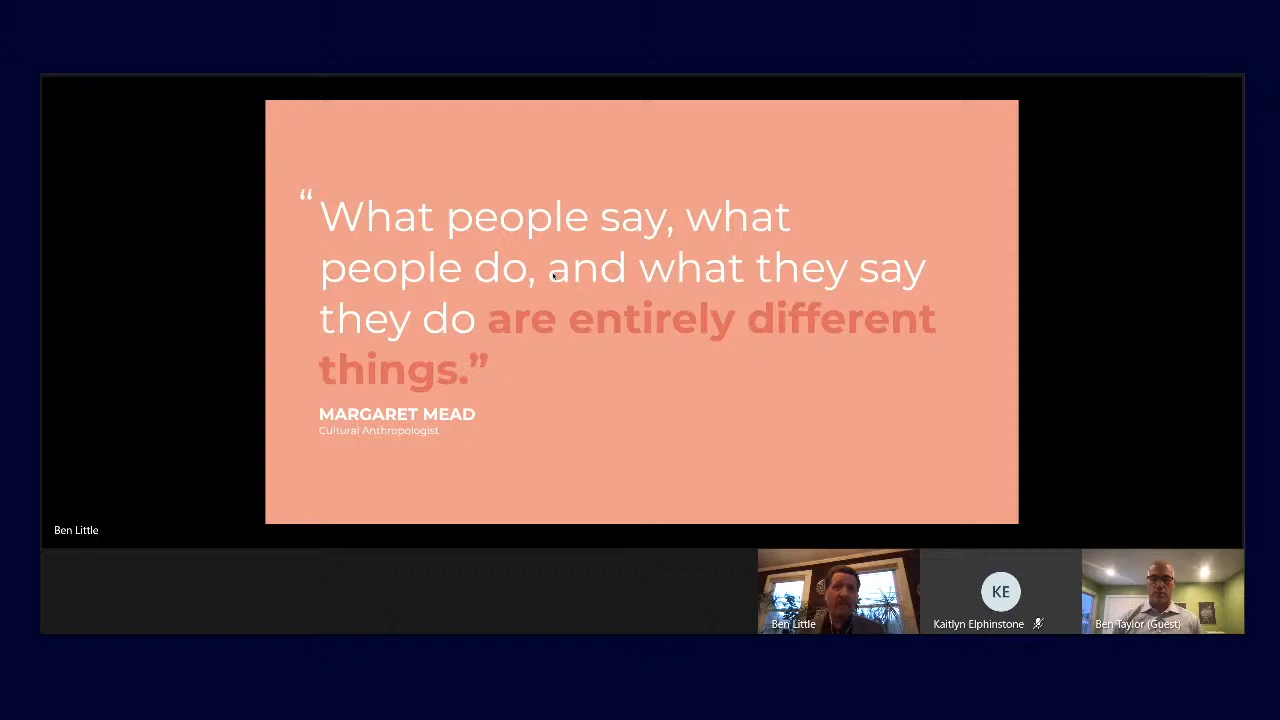 “What people say, what
people do, and what they say
they do are entirely different
things.”
MARGARET MEAD
Cultural Anthropologist
Ben Little
Ben Little
KE
Kaitlyn Elphinstone
Ben Taylor (Guest)